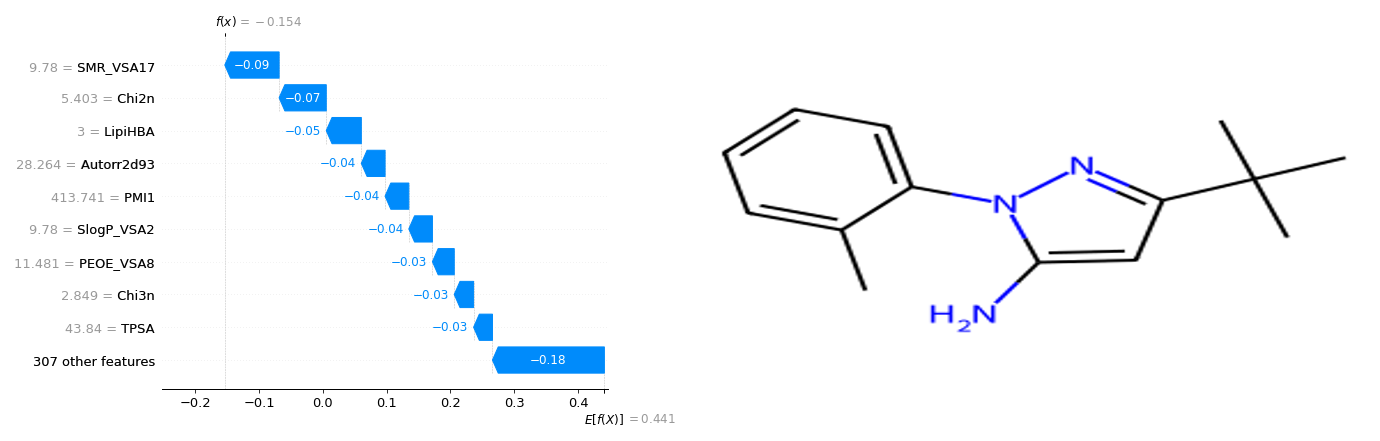 f(x) = −0.154
9.78 = SMR_VSA17
−0.09
5.403 = Chi2n
−0.07
3 = LipiHBA
−0.05
28.264 = Autorr2d93
−0.04
413.741 = PMI1
−0.04
9.78 = SlogP_VSA2
−0.04
11.481 = PEOE_VSA8
−0.03
2.849 = Chi3n
−0.03
43.84 = TPSA
−0.03
307 other features
−0.18
−0.2 −0.1 0.0 0.1 0.2 0.3 0.4
E[f(X)] = 0.441
N
N
H2N